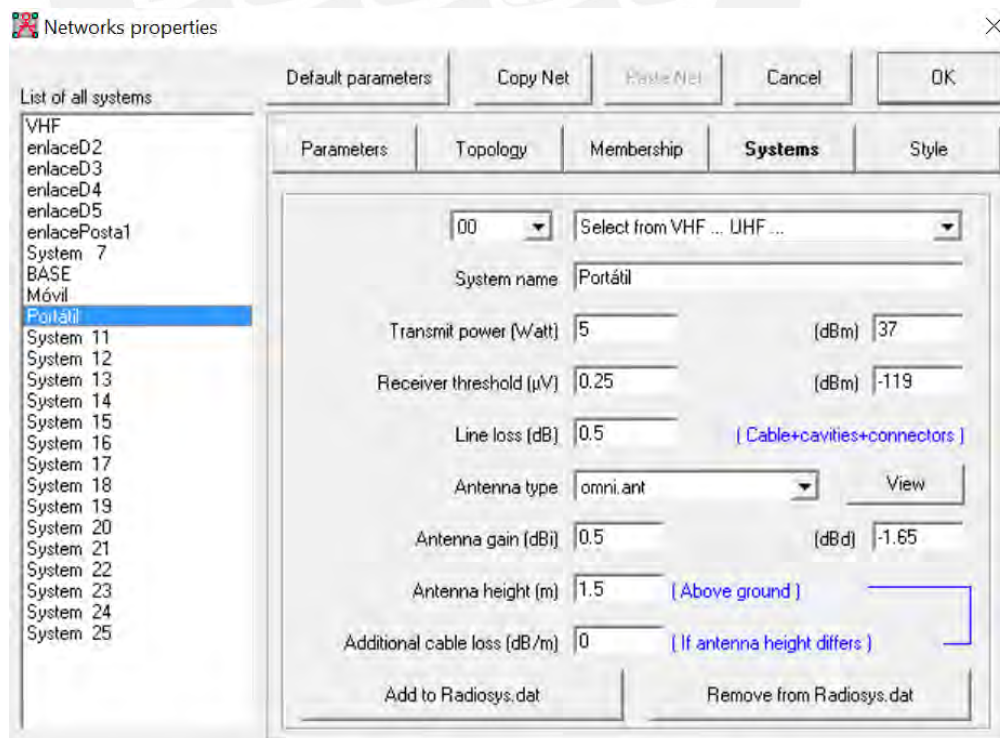 Networks properties
Default parameters
Copy Net
Paste Net
Cancel
OK
List of all systems
VHF
enlaceD2
enlaceD3
enlaceD4
enlaceD5
enlacePosta1
System 7
BASE
Móvil
Portátil
System 11
System 12
System 13
System 14
System 15
System 16
System 17
System 18
System 19
System 20
System 21
System 22
System 23
System 24
System 25
Parameters
Topology
Membership
Systems
Style
00
Select from VHF ... UHF ...
System name Portátil
Transmit power (Watt) 5 (dBm) 37
Receiver threshold (µV) 0.25 (dBm) -119
Line loss (dB) 0.5 ( Cable+cavities+connectors )
Antenna type omni.ant View
Antenna gain (dBi) 0.5 (dBd) -1.65
Antenna height (m) 1.5 ( Above ground )
Additional cable loss (dB/m) 0 ( If antenna height differs )
Add to Radiosys.dat
Remove from Radiosys.dat